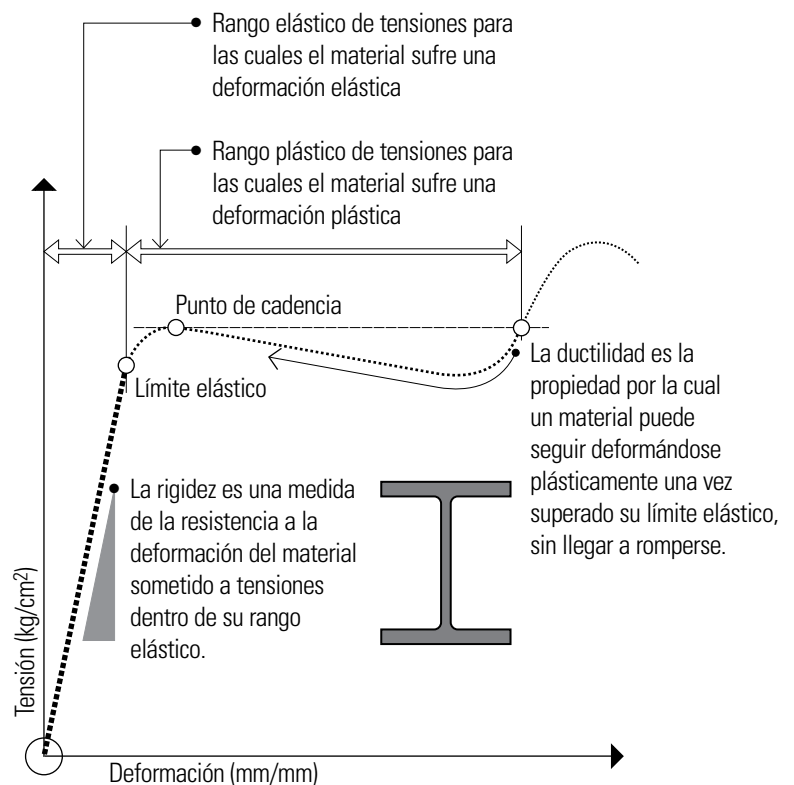 Rango elástico de tensiones para
las cuales el material sufre una
deformación elástica
Rango plástico de tensiones para
las cuales el material sufre una
deformación plástica
Punto de cadencia
Límite elástico
La ductilidad es la
propiedad por la cual
un material puede
seguir deformándose
plásticamente una vez
superado su límite elástico,
sin llegar a romperse.
La rigidez es una medida
de la resistencia a la
deformación del material
sometido a tensiones
dentro de su rango
elástico.
Tensión (kg/cm²)
Deformación (mm/mm)